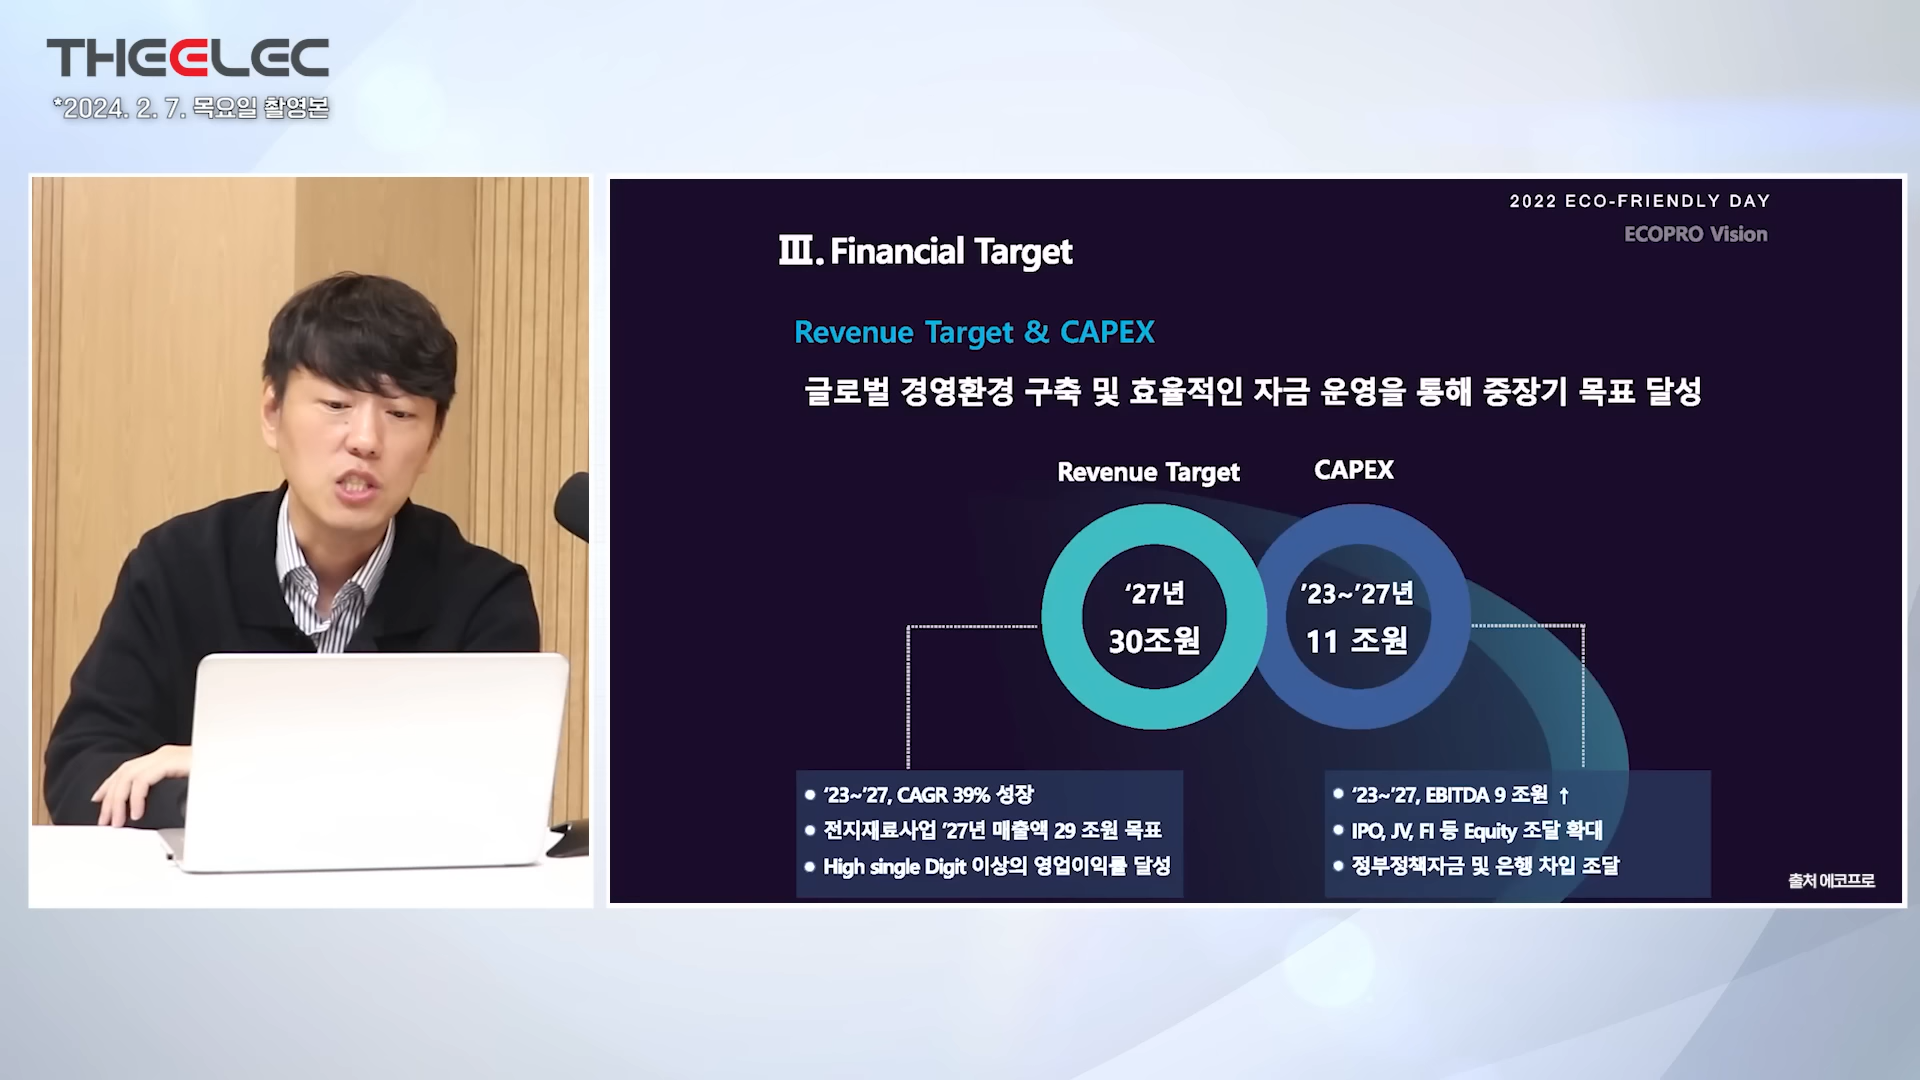 THEELEC
*2024. 2. 7. 목요일 촬영본
2022 ECO-FRIENDLY DAY
ECOPRO Vision
Ⅲ. Financial Target
Revenue Target & CAPEX
글로벌 경영환경 구축 및 효율적인 자금 운영을 통해 중장기 목표 달성
Revenue Target
CAPEX
‘27년
30조원
’23~’27년
11 조원
• ‘23~’27, CAGR 39% 성장
• 전지재료사업 ’27년 매출액 29 조원 목표
• High single Digit 이상의 영업이익률 달성
• ‘23~’27, EBITDA 9 조원 ↑
• IPO, JV, FI 등 Equity 조달 확대
• 정부정책자금 및 은행 차입 조달
출처 에코프로